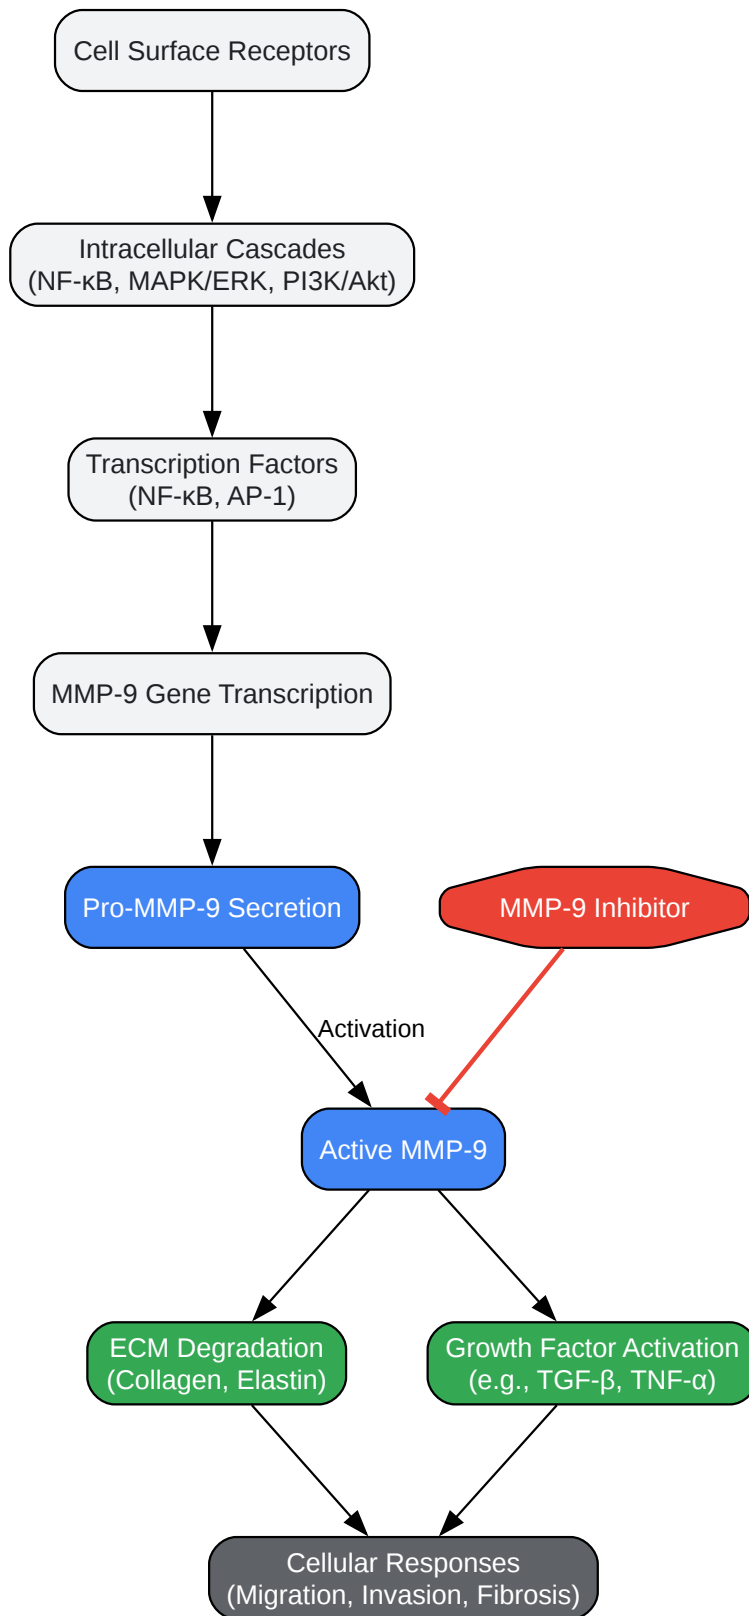 Cell Surface Receptors
Intracellular Cascades
(NF-κB, MAPK/ERK, PI3K/Akt)
Transcription Factors
(NF-κB, AP-1)
MMP-9 Gene Transcription
Pro-MMP-9 Secretion
MMP-9 Inhibitor
Activation
Active MMP-9
ECM Degradation
(Collagen, Elastin)
Growth Factor Activation
(e.g., TGF-β, TNF-α)
Cellular Responses
(Migration, Invasion, Fibrosis)